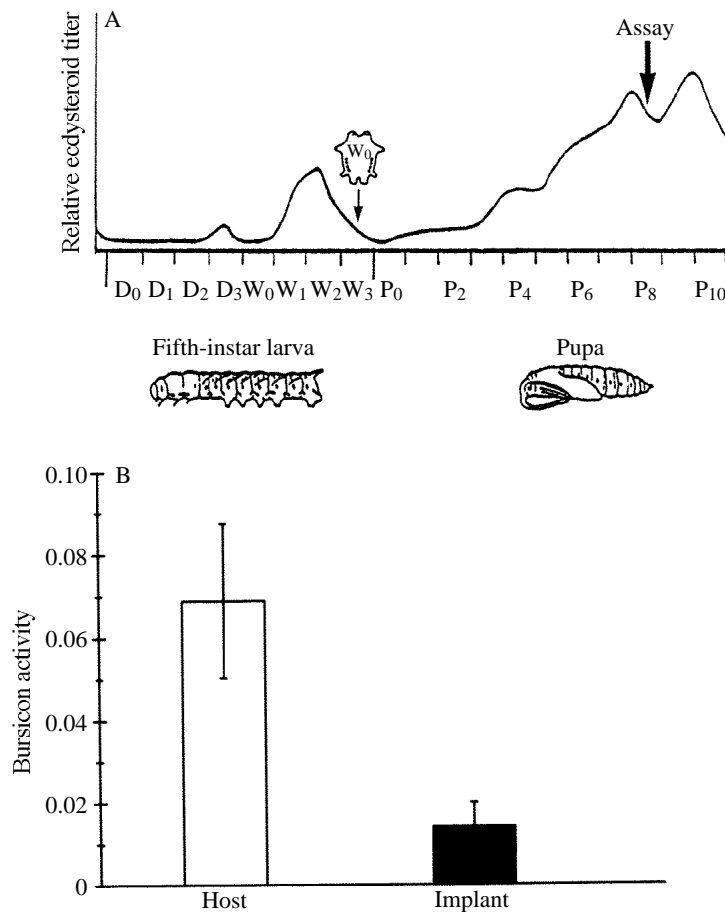 A
Assay
Relative ecdysteroid titer
W0
D0 D1 D2 D3 W0 W1 W2 W3 P0 P2 P4 P6 P8 P10
Fifth-instar larva Pupa
B
0.10
0.08
0.06
0.04
0.02
0
Bursicon activity
Host Implant